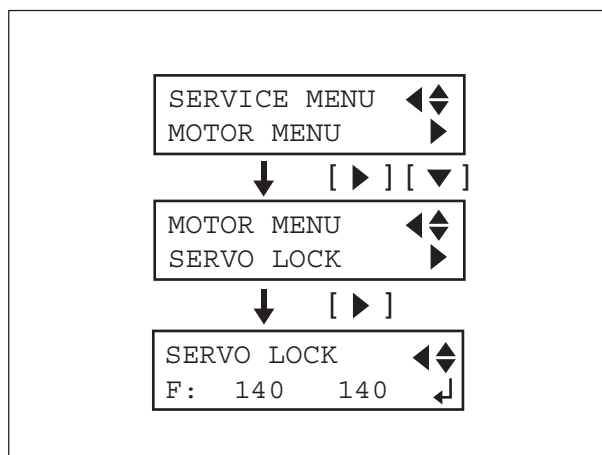 SERVICE MENU ◀▲▼
MOTOR MENU ▶
[ ▶ ] [ ▼ ]
MOTOR MENU ◀▲▼
SERVO LOCK ▶
[ ▶ ]
SERVO LOCK ◀▲▼
F: 140 140 ↵